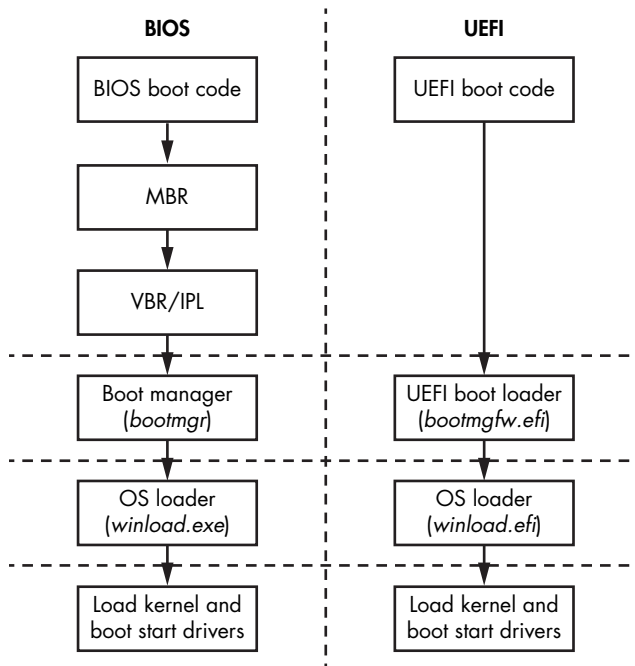 BIOS
UEFI
BIOS boot code
UEFI boot code
MBR
VBR/IPL
Boot manager
(bootmgr)
UEFI boot loader
(bootmgfw.efi)
OS loader
(winload.exe)
OS loader
(winload.efi)
Load kernel and
boot start drivers
Load kernel and
boot start drivers